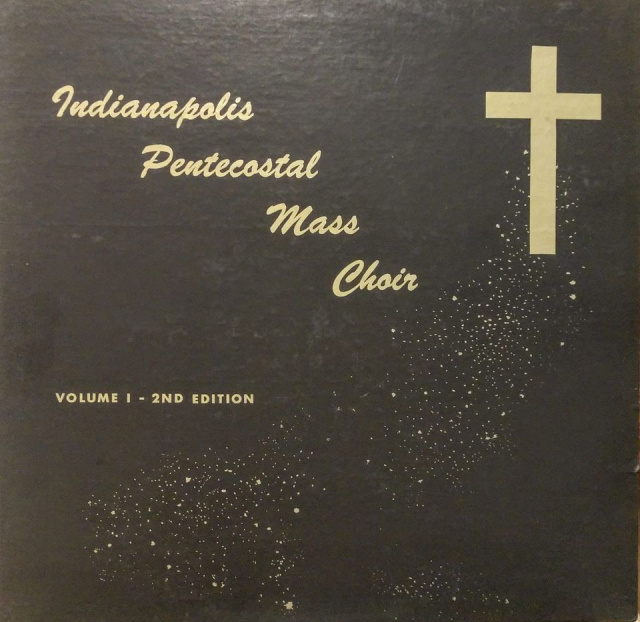 Indianapolis
Pentecostal
Mass
Choir
VOLUME I - 2ND EDITION